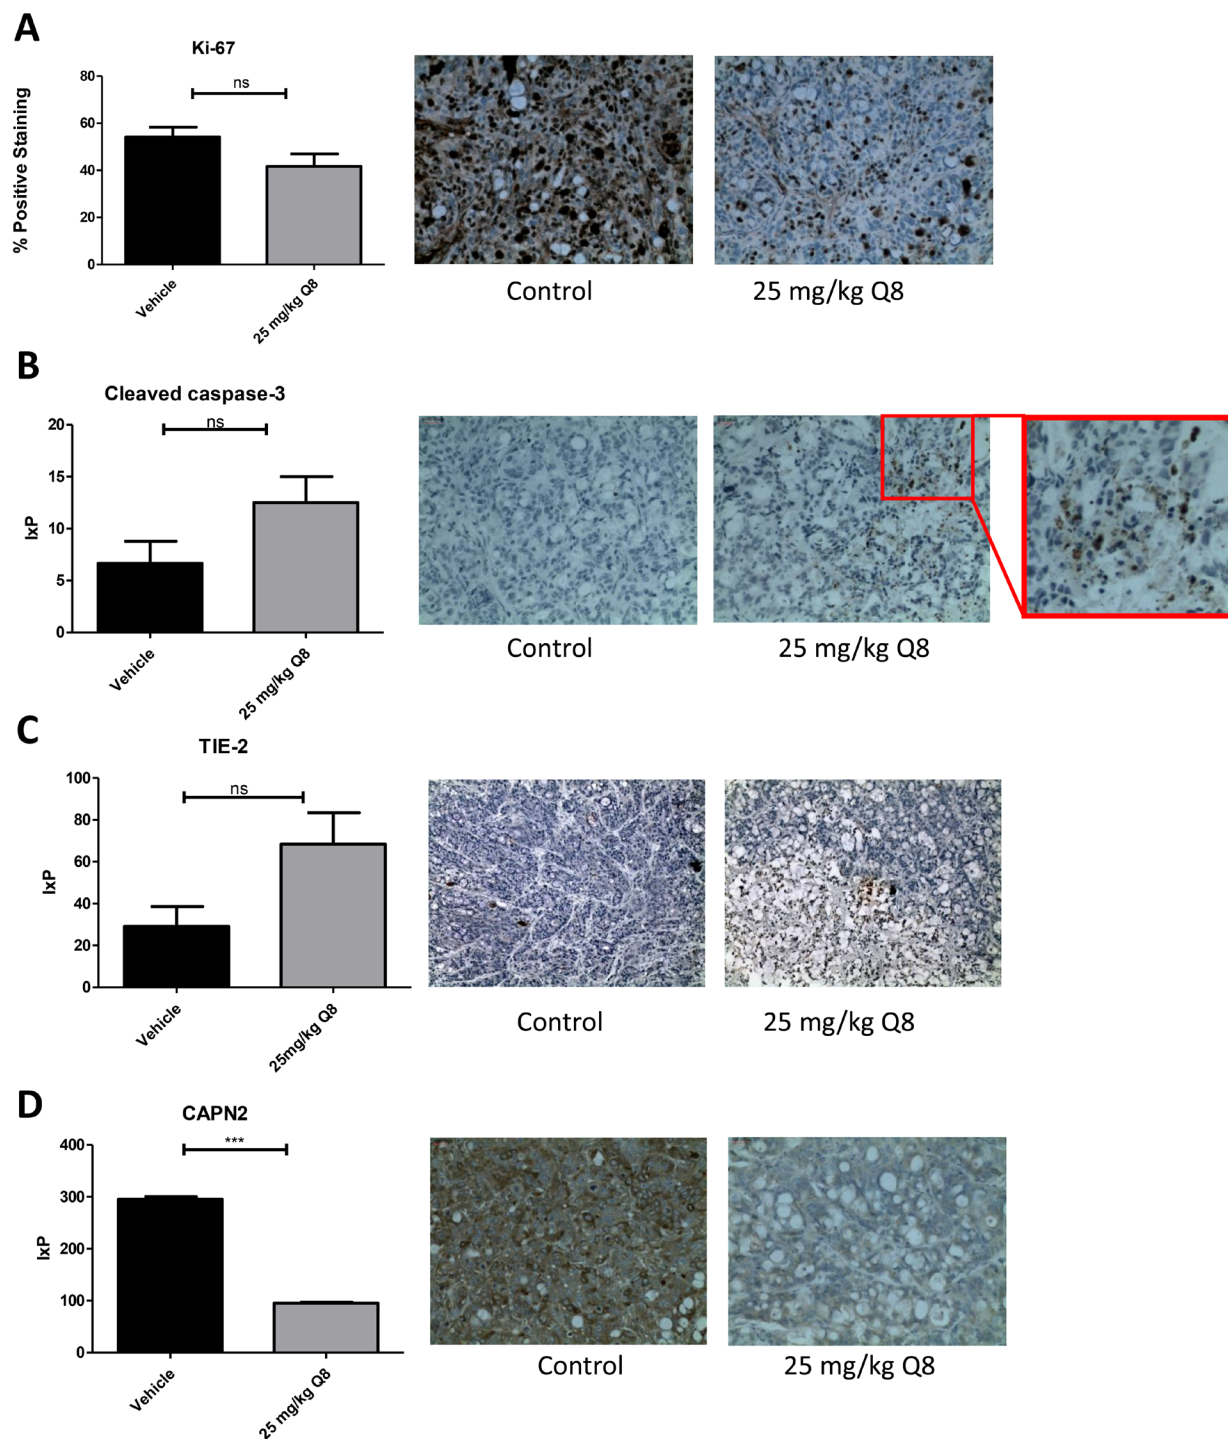 A
Ki-67
% Positive Staining
80
60
40
20
0
ns
Vehicle
25 mg/kg Q8
Control
25 mg/kg Q8
B
Cleaved caspase-3
IxP
20
15
10
5
0
ns
Vehicle
25 mg/kg Q8
Control
25 mg/kg Q8
C
TIE-2
IxP
100
80
60
40
20
0
ns
Vehicle
25mg/kg Q8
Control
25 mg/kg Q8
D
CAPN2
IxP
400
300
200
100
0
***
Vehicle
25 mg/kg Q8
Control
25 mg/kg Q8